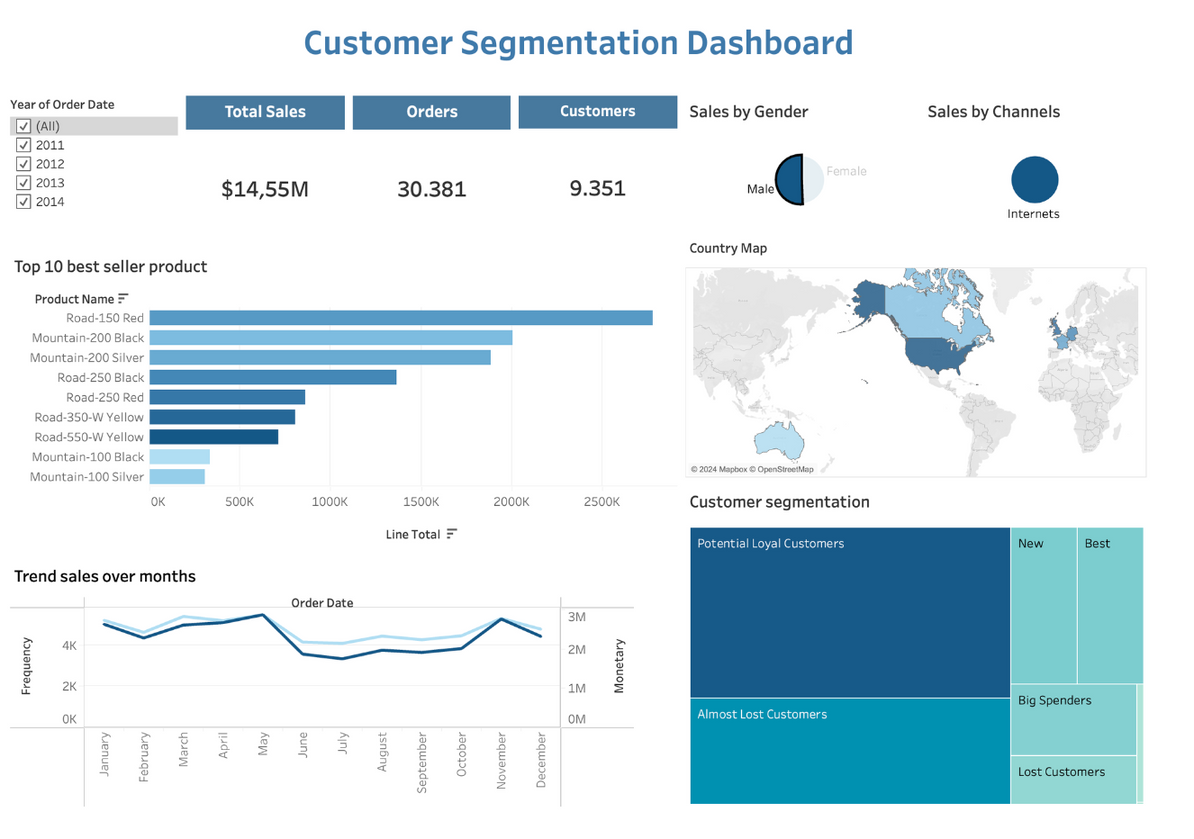 Customer Segmentation Dashboard
Year of Order Date
(All)
2011
2012
2013
2014
Total Sales
$14,55M
Orders
30.381
Customers
9.351
Sales by Gender
Male
Female
Sales by Channels
Internets
Top 10 best seller product
Product Name
Road-150 Red
Mountain-200 Black
Mountain-200 Silver
Road-250 Black
Road-250 Red
Road-350-W Yellow
Road-550-W Yellow
Mountain-100 Black
Mountain-100 Silver
0K 500K 1000K 1500K 2000K 2500K
Line Total
Country Map
© 2024 Mapbox © OpenStreetMap
Trend sales over months
Order Date
Frequency
4K
2K
0K
3M
2M
1M
0M
Monetary
January
February
March
April
May
June
July
August
September
October
November
December
Customer segmentation
Potential Loyal Customers
Almost Lost Customers
New
Best
Big Spenders
Lost Customers